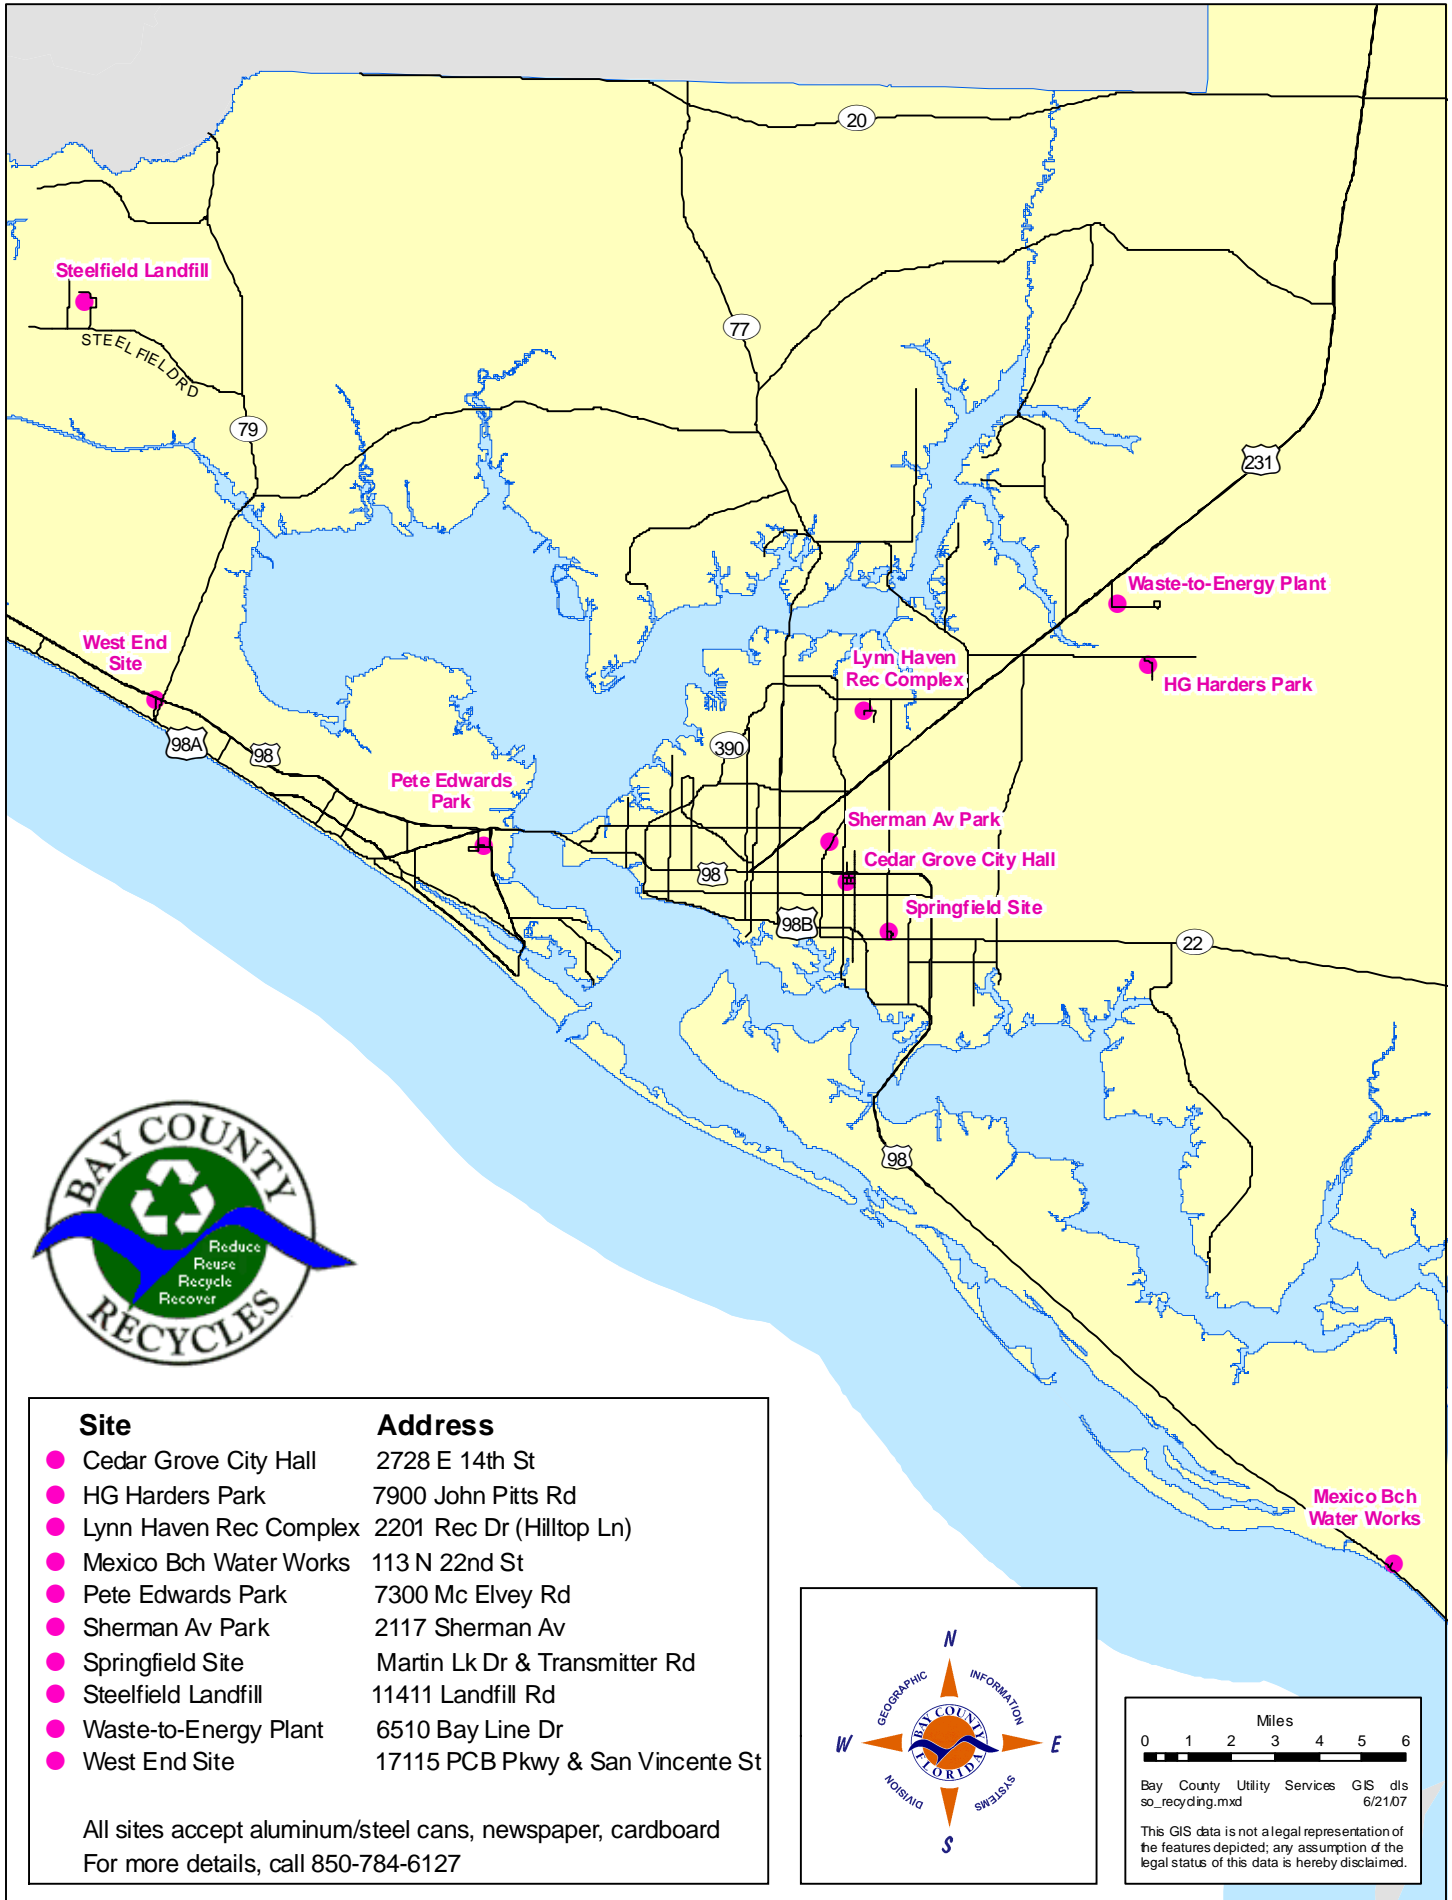 20
Steelfield Landfill
77
STEELFIELD RD
79
231
Waste-to-Energy Plant
West End
Site
Lynn Haven
Rec Complex
HG Harders Park
98A
98
390
Pete Edwards
Park
Sherman Av Park
Cedar Grove City Hall
98
Springfield Site
98B
22
98
BAY COUNTY
Reduce
Reuse
Recycle
Recover
RECYCLES
Mexico Bch
Water Works
Site Address
Cedar Grove City Hall 2728 E 14th St
HG Harders Park 7900 John Pitts Rd
Lynn Haven Rec Complex 2201 Rec Dr (Hilltop Ln)
Mexico Bch Water Works 113 N 22nd St
Pete Edwards Park 7300 Mc Elvey Rd
Sherman Av Park 2117 Sherman Av
Springfield Site Martin Lk Dr & Transmitter Rd
Steelfield Landfill 11411 Landfill Rd
Waste-to-Energy Plant 6510 Bay Line Dr
West End Site 17115 PCB Pkwy & San Vincente St
All sites accept aluminum/steel cans, newspaper, cardboard
For more details, call 850-784-6127
N
GEOGRAPHIC INFORMATION
BAY COUNTY
W E
FLORIDA
DIVISION SYSTEMS
S
Miles
0 1 2 3 4 5 6
Bay County Utility Services GIS dls
so_recycling.mxd 6/21/07
This GIS data is not a legal representation of
the features depicted; any assumption of the
legal status of this data is hereby disclaimed.